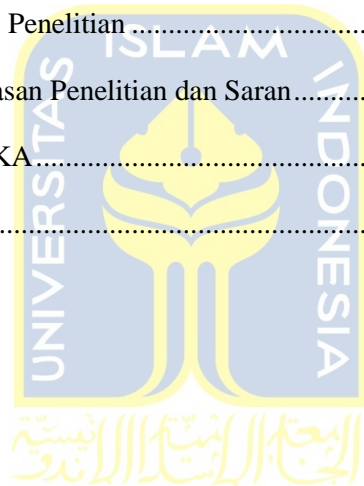 Penelitian ..............................
asan Penelitian dan Saran............
KA.............................................
..................................................
UNIVERSITAS
ISLAM
INDONESIA